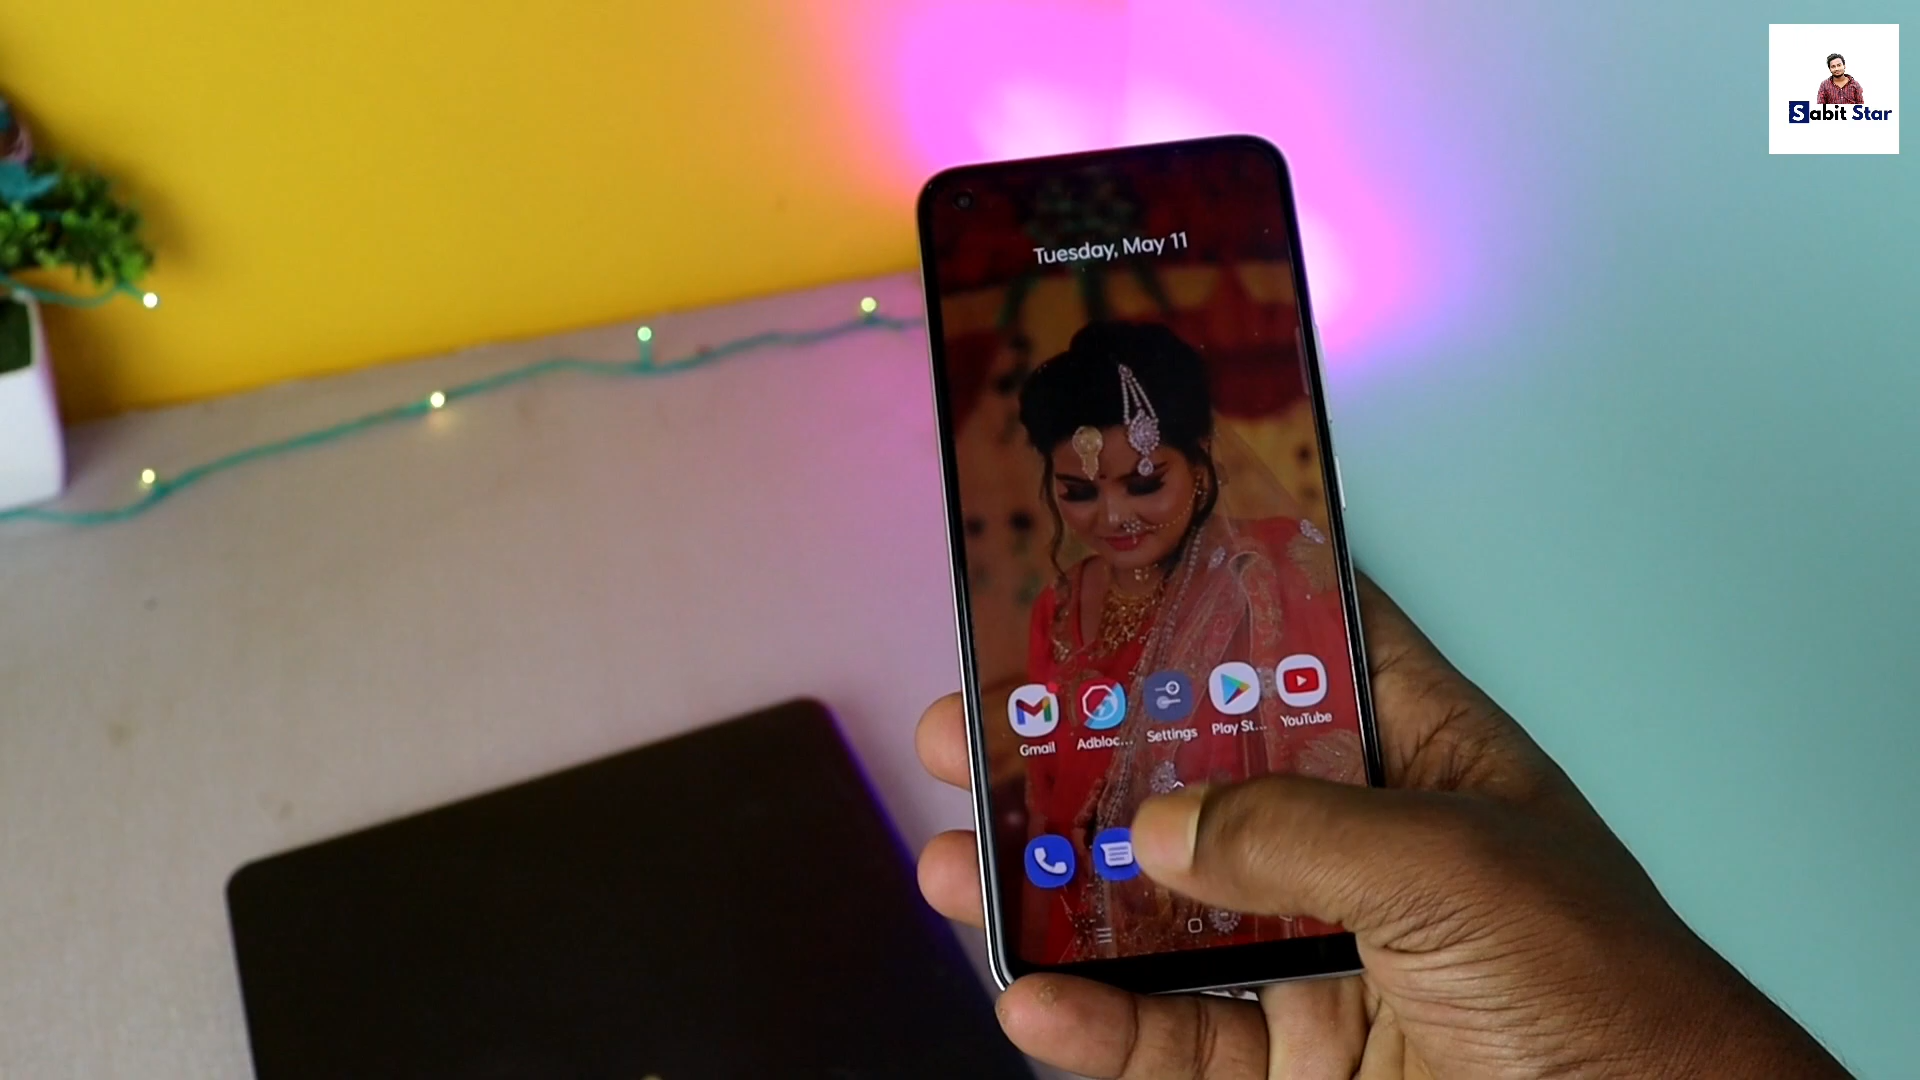 Sabit Star
Tuesday, May 11
Gmail
Adbloc...
Settings
Play St...
YouTube